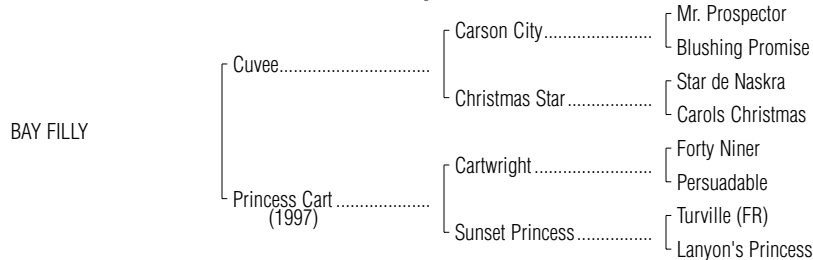 Mr. Prospector
Carson City......................
Blushing Promise
Cuvee................................
Star de Naskra
Christmas Star..................
Carols Christmas
BAY FILLY
Forty Niner
Cartwright.........................
Persuadable
Princess Cart....................
(1997)
Turville (FR)
Sunset Princess................
Lanyon's Princess